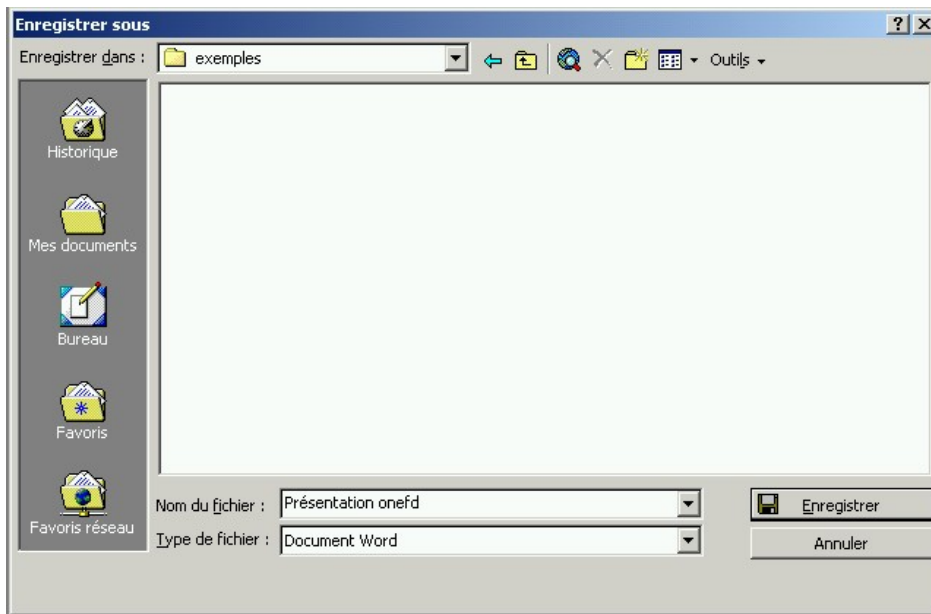 Enregistrer sous
Enregistrer dans : exemples Outils
Historique
Mes documents
Bureau
Favoris
Favoris réseau
Nom du fichier : Présentation onefd Enregistrer
Type de fichier : Document Word Annuler